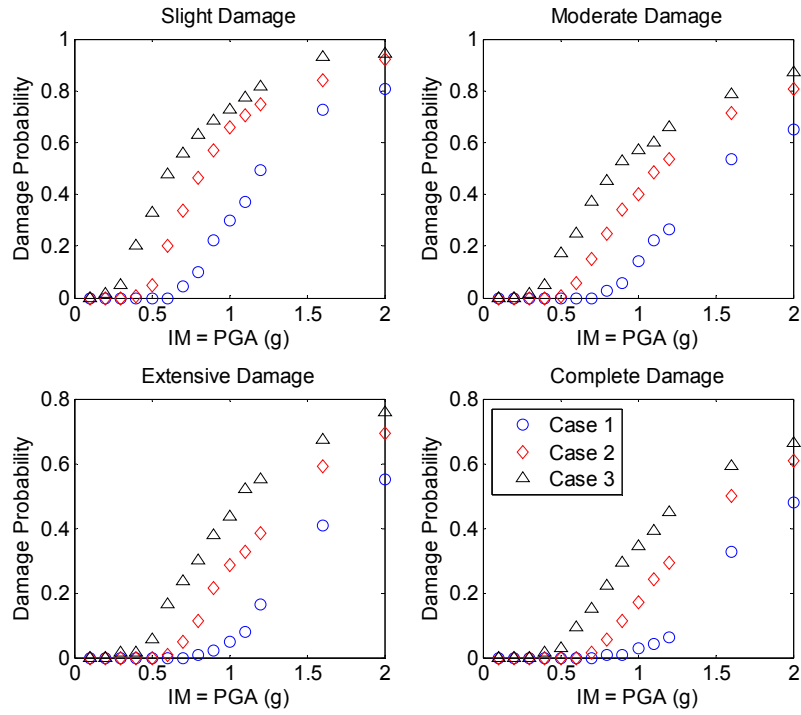 Slight Damage
Damage Probability
1
0.8
0.6
0.4
0.2
0
0
0.5
1
1.5
2
IM = PGA (g)
Moderate Damage
Damage Probability
1
0.8
0.6
0.4
0.2
0
0
0.5
1
1.5
2
IM = PGA (g)
Extensive Damage
Damage Probability
0.8
0.6
0.4
0.2
0
0
0.5
1
1.5
2
IM = PGA (g)
Complete Damage
Damage Probability
0.8
0.6
0.4
0.2
0
0
0.5
1
1.5
2
IM = PGA (g)
Case 1
Case 2
Case 3